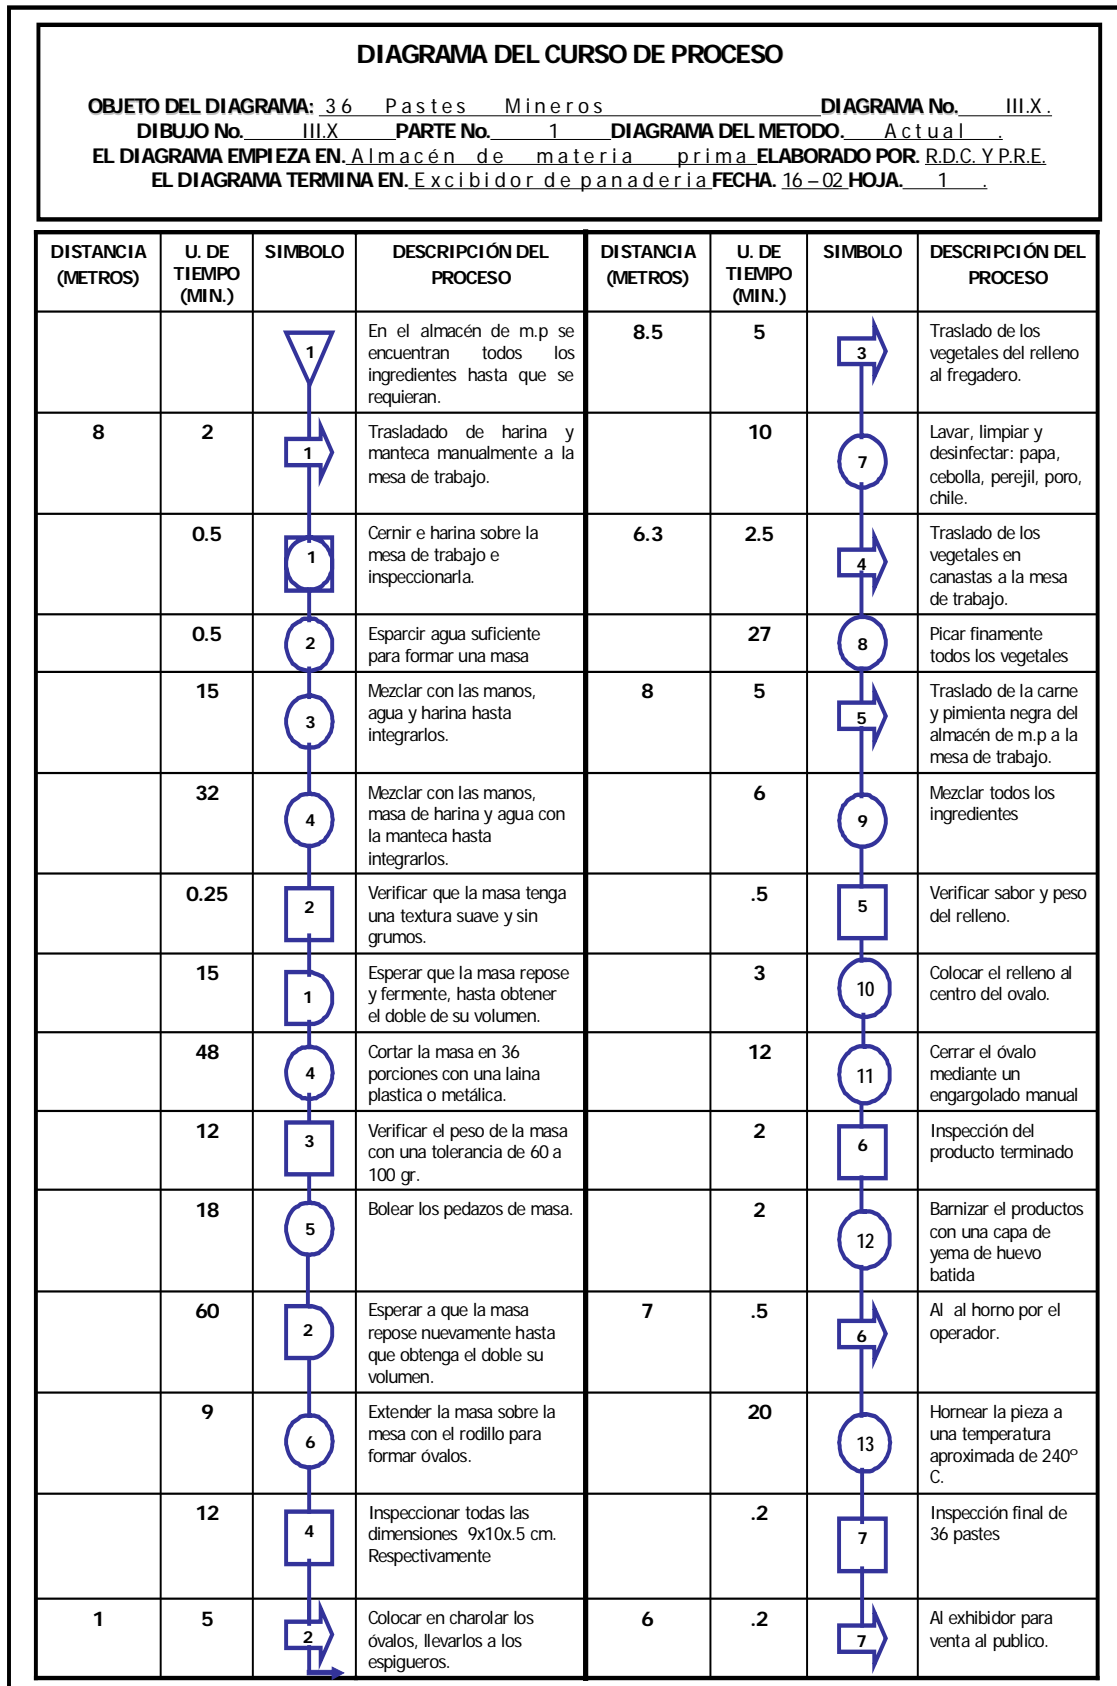 DIAGRAMA DEL CURSO DE PROCESO
OBJETO DEL DIAGRAMA: 36 Pastes Mineros DIAGRAMA No. III.X.
DIBUJO No. III.X PARTE No. 1 DIAGRAMA DEL METODO. Actual .
EL DIAGRAMA EMPIEZA EN. Almacén de materia prima ELABORADO POR. R.D.C. Y P.R.E.
EL DIAGRAMA TERMINA EN. Excibidor de panaderia FECHA. 16 – 02 HOJA. 1 .
DISTANCIA
(METROS)
U. DE
TIEMPO
(MIN.)
SIMBOLO
DESCRIPCIÓN DEL
PROCESO
1
En el almacén de m.p se
encuentran todos los
ingredientes hasta que se
requieran.
8
2
1
Trasladado de harina y
manteca manualmente a la
mesa de trabajo.
0.5
1
Cernir e harina sobre la
mesa de trabajo e
inspeccionarla.
0.5
2
Esparcir agua suficiente
para formar una masa
15
3
Mezclar con las manos,
agua y harina hasta
integrarlos.
32
4
Mezclar con las manos,
masa de harina y agua con
la manteca hasta
integrarlos.
0.25
2
Verificar que la masa tenga
una textura suave y sin
grumos.
15
1
Esperar que la masa repose
y fermente, hasta obtener
el doble de su volumen.
48
4
Cortar la masa en 36
porciones con una laina
plastica o metálica.
12
3
Verificar el peso de la masa
con una tolerancia de 60 a
100 gr.
18
5
Bolear los pedazos de masa.
60
2
Esperar a que la masa
repose nuevamente hasta
que obtenga el doble su
volumen.
9
6
Extender la masa sobre la
mesa con el rodillo para
formar óvalos.
12
4
Inspeccionar todas las
dimensiones 9x10x.5 cm.
Respectivamente
1
5
2
Colocar en charolar los
óvalos, llevarlos a los
espigueros.
DISTANCIA
(METROS)
U. DE
TIEMPO
(MIN.)
SIMBOLO
DESCRIPCIÓN DEL
PROCESO
8.5
5
3
Traslado de los
vegetales del relleno
al fregadero.
10
7
Lavar, limpiar y
desinfectar: papa,
cebolla, perejil, poro,
chile.
6.3
2.5
4
Traslado de los
vegetales en
canastas a la mesa
de trabajo.
27
8
Picar finamente
todos los vegetales
8
5
5
Traslado de la carne
y pimienta negra del
almacén de m.p a la
mesa de trabajo.
6
9
Mezclar todos los
ingredientes
.5
5
Verificar sabor y peso
del relleno.
3
10
Colocar el relleno al
centro del ovalo.
12
11
Cerrar el óvalo
mediante un
engargolado manual
2
6
Inspección del
producto terminado
2
12
Barnizar el productos
con una capa de
yema de huevo
batida
7
.5
6
Al al horno por el
operador.
20
13
Hornear la pieza a
una temperatura
aproximada de 240º
C.
.2
7
Inspección final de
36 pastes
6
.2
7
Al exhibidor para
venta al publico.